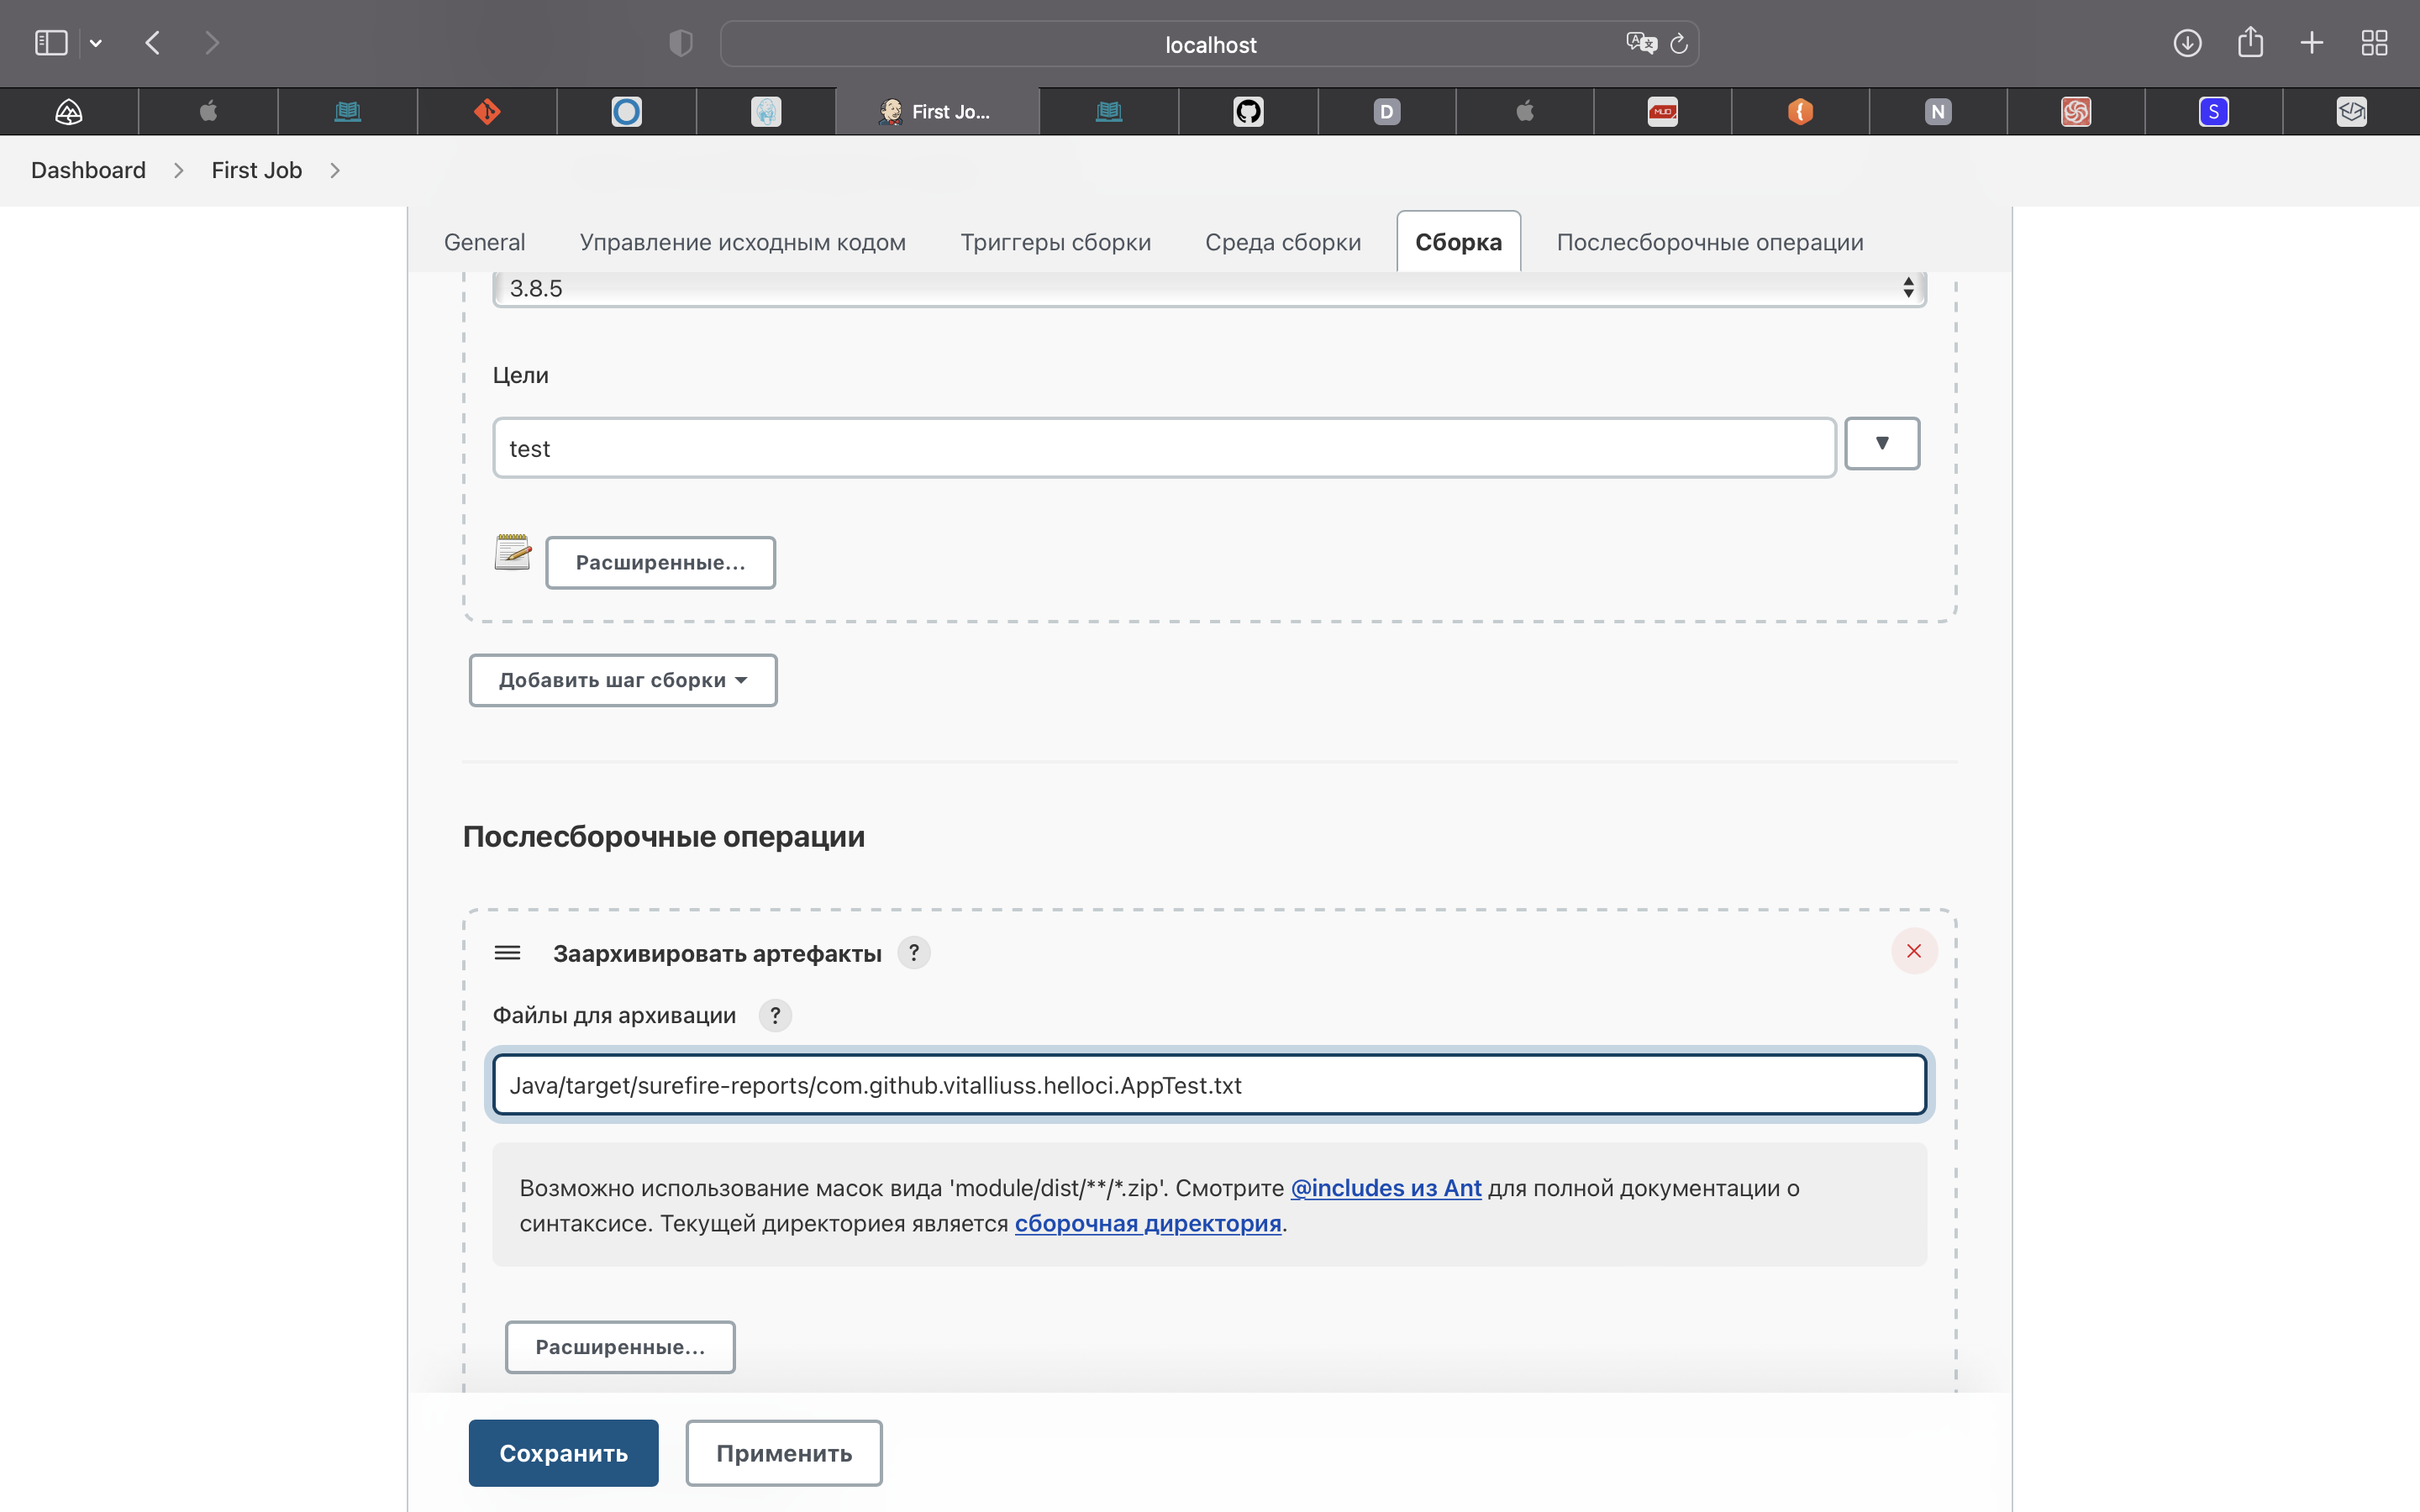 localhost
First Jo...
D
MUO
N
S
Dashboard
First Job
General
Управление исходным кодом
Триггеры сборки
Среда сборки
Сборка
Послесборочные операции
3.8.5
Цели
test
Расширенные...
Добавить шаг сборки
Послесборочные операции
Заархивировать артефакты ?
Файлы для архивации ?
Java/target/surefire-reports/com.github.vitalliuss.helloci.AppTest.txt
Возможно использование масок вида 'module/dist/**/*.zip'. Смотрите @includes из Ant для полной документации о
синтаксисе. Текущей директориея является сборочная директория.
Расширенные...
Сохранить
Применить